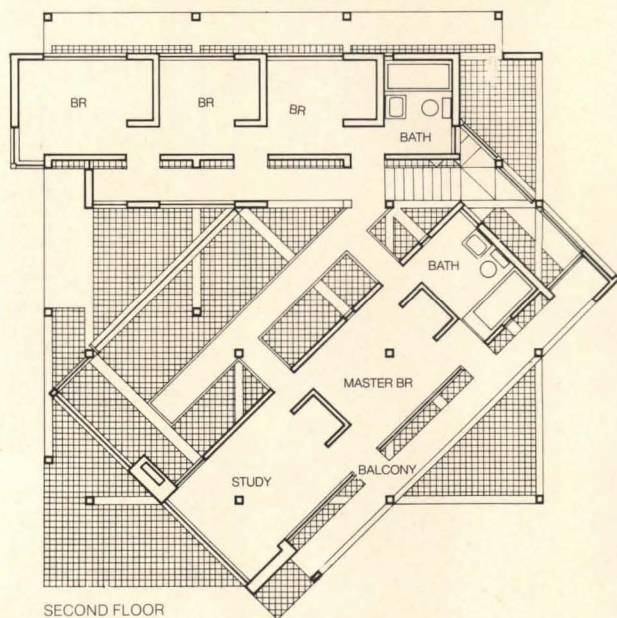 BR
BR
BR
BATH
BATH
MASTER BR
BALCONY
STUDY
SECOND FLOOR